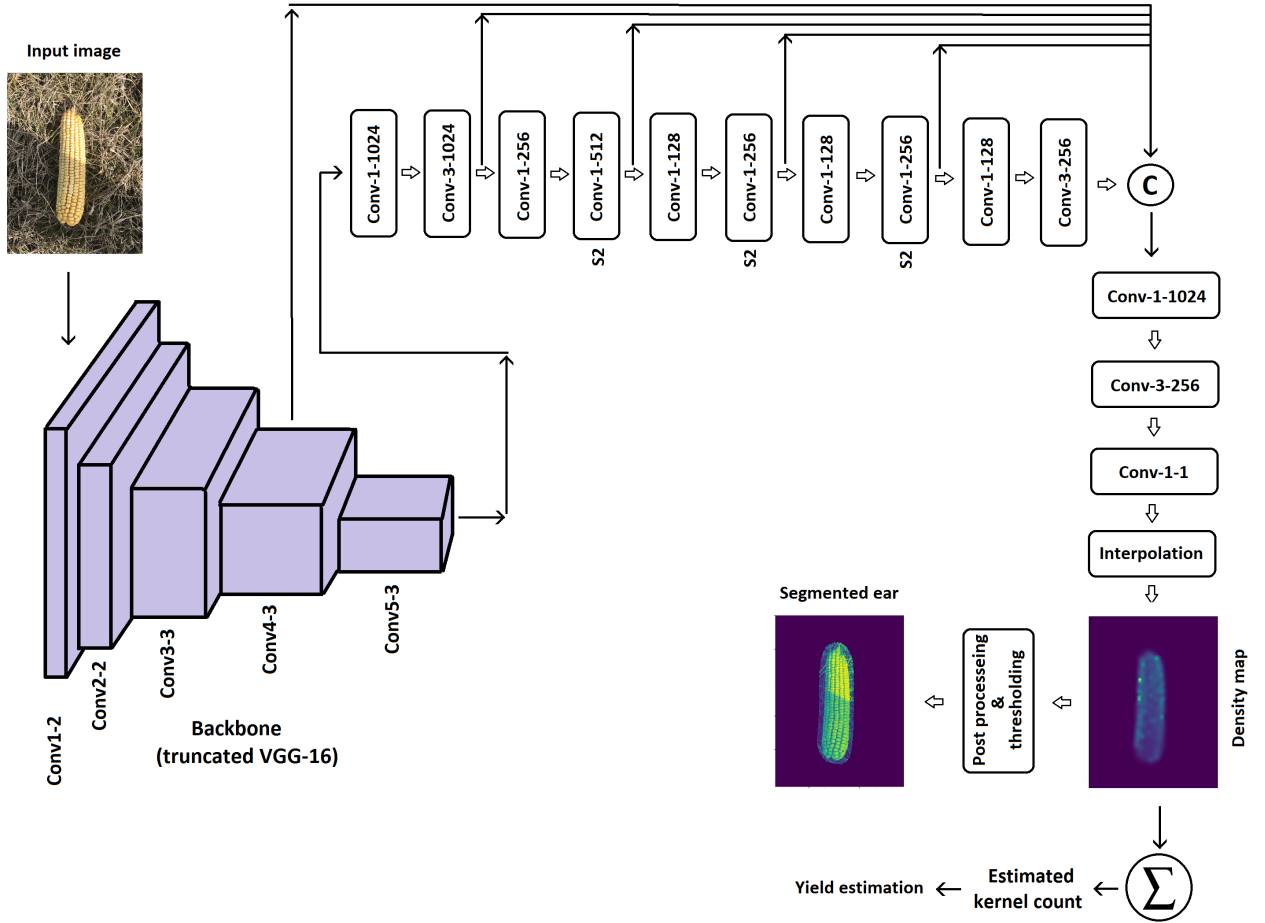 Input image
Conv-1-1024
Conv-3-1024
Conv-1-256
Conv-1-512
S2
Conv-1-128
Conv-1-256
S2
Conv-1-128
Conv-1-256
S2
Conv-1-128
Conv-3-256
C
Conv-1-1024
Conv-3-256
Conv-1-1
Interpolation
Conv1-2
Conv2-2
Conv3-3
Conv4-3
Conv5-3
Backbone
(truncated VGG-16)
Segmented ear
Post processeing
&
thresholding
Density map
Σ
Estimated
kernel count
Yield estimation